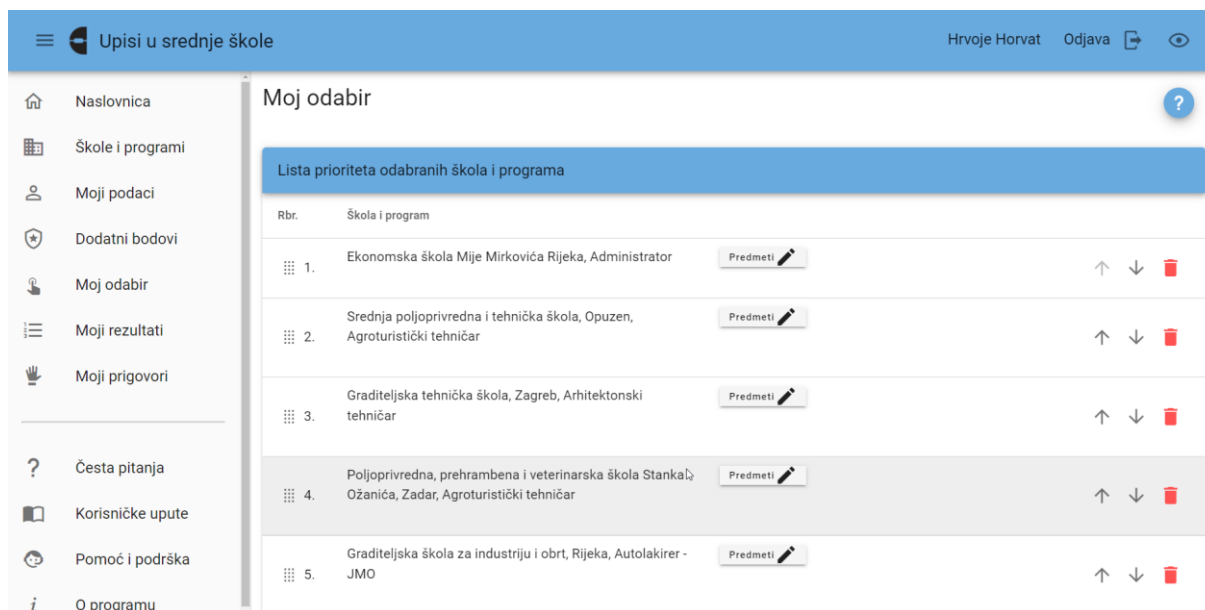 Upisi u srednje škole
Hrvoje Horvat
Odjava
Naslovnica
Škole i programi
Moji podaci
Dodatni bodovi
Moj odabir
Moji rezultati
Moji prigovori
Česta pitanja
Korisničke upute
Pomoć i podrška
O programu
Moj odabir
?
Lista prioriteta odabranih škola i programa
Rbr. Škola i program
1. Ekonomska škola Mije Mirkovića Rijeka, Administrator Predmeti
2. Srednja poljoprivredna i tehnička škola, Opuzen, Predmeti
Agroturistički tehničar
3. Graditeljska tehnička škola, Zagreb, Arhitektonski Predmeti
tehničar
4. Poljoprivredna, prehrambena i veterinarska škola Stanka Predmeti
Ožanića, Zadar, Agroturistički tehničar
5. Graditeljska škola za industriju i obrt, Rijeka, Autolakirer - Predmeti
JMO